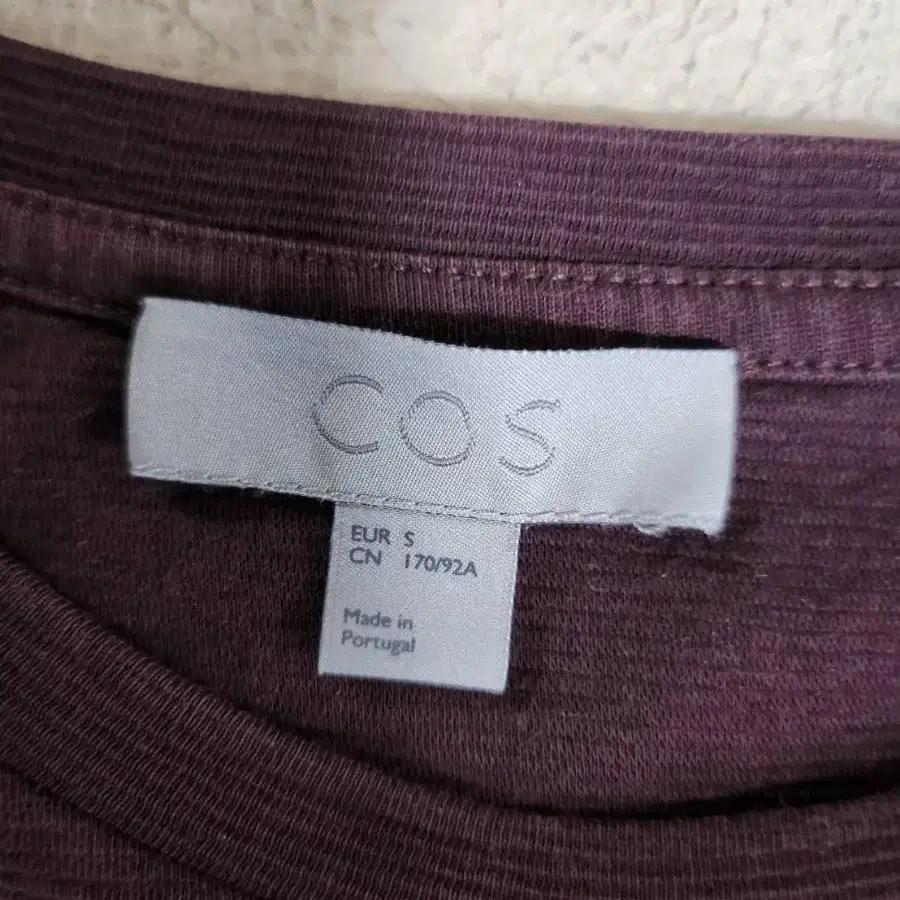 COS
EUR S
CN 170/92A
Made in
Portugal